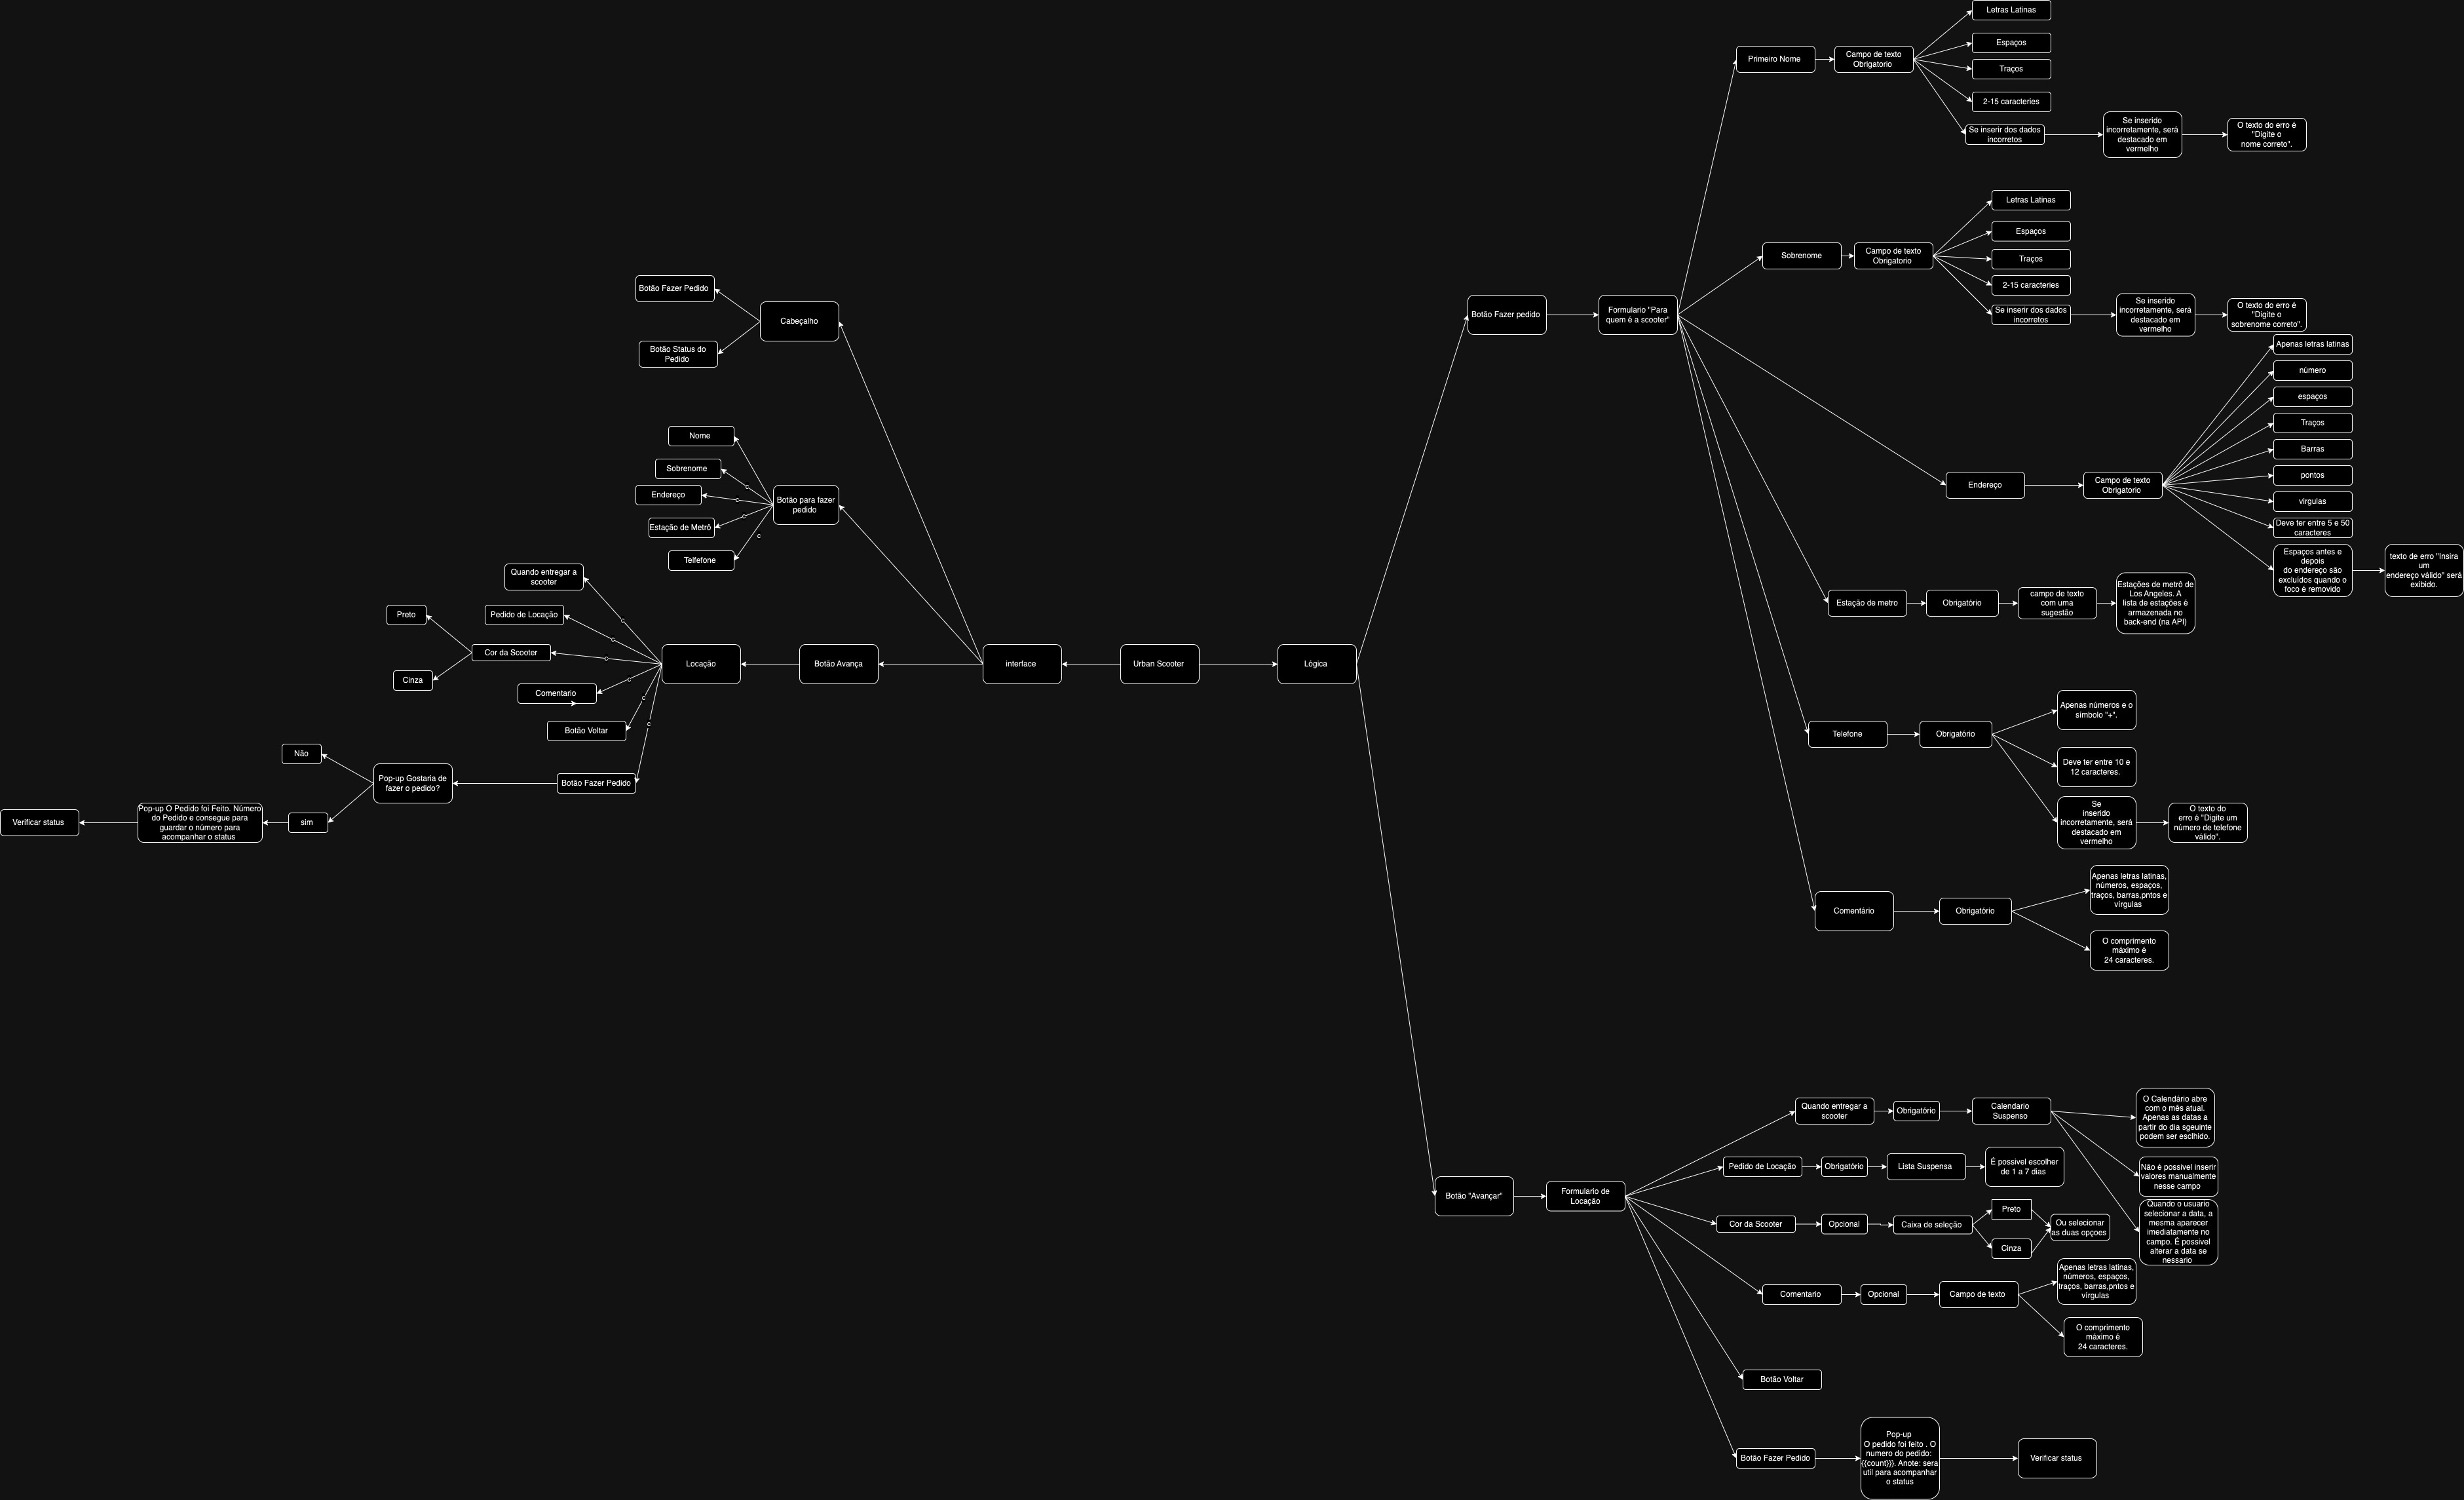 Letras Latinas
Espaços
Primeiro Nome
Campo de texto
Obrigatorio
Traços
2-15 caracteries
Se inserir dos dados
incorretos
Se inserido
incorretamente, será
destacado em
vermelho
O texto do erro é
"Digite o
nome correto".
Letras Latinas
Espaços
Sobrenome
Campo de texto
Obrigatorio
Traços
2-15 caracteries
Se inserir dos dados
incorretos
Se inserido
incorretamente, será
destacado em
vermelho
O texto do erro é
"Digite o
sobrenome correto".
Botão Fazer Pedido
Cabeçalho
Botão Status do
Pedido
Botão Fazer pedido
Formulario "Para
quem é a scooter"
Apenas letras latinas
número
espaços
Traços
Barras
pontos
virgulas
Deve ter entre 5 e 50
caracteres
Endereço
Campo de texto
Obrigatorio
Espaços antes e
depois
do endereço são
excluídos quando o
foco é removido
texto de erro "Insira
um
endereço válido" será
exibido.
Nome
Sobrenome
c
Endereço
c
Botão para fazer
pedido
Estação de Metrô
c
c
Telfefone
Estação de metro
Obrigatório
campo de texto
com uma
sugestão
Estações de metrô de
Los Angeles. A
lista de estações é
armazenada no
back-end (na API)
Quando entregar a
scooter
c
Pedido de Locação
c
Preto
Cor da Scooter
c
Cinza
Comentario
c
Botão Voltar
c
c
Locação
Botão Avança
interface
Urban Scooter
Lógica
Não
Pop-up Gostaria de
fazer o pedido?
Botão Fazer Pedido
Verificar status
Pop-up O Pedido foi Feito. Número
do Pedido e consegue para
guardar o número para
acompanhar o status
sim
Telefone
Obrigatório
Apenas números e o
símbolo "+".
Deve ter entre 10 e
12 caracteres.
Se
inserido
incorretamente, será
destacado em
vermelho
O texto do
erro é "Digite um
número de telefone
válido".
Comentário
Obrigatório
Apenas letras latinas,
números, espaços,
traços, barras,pntos e
vírgulas
O comprimento
máximo é
24 caracteres.
Quando entregar a
scooter
Obrigatório
Calendario
Suspenso
O Calendário abre
com o mês atual.
Apenas as datas a
partir do dia sgeuinte
podem ser esclhido.
Não é possivel inserir
valores manualmente
nesse campo
Quando o usuario
selecionar a data, a
mesma aparecer
imediatamente no
campo. É possivel
alterar a data se
nessario
Pedido de Locação
Obrigatório
Lista Suspensa
É possivel escolher
de 1 a 7 dias
Botão "Avançar"
Formulario de
Locação
Cor da Scooter
Opcional
Caixa de seleção
Preto
Cinza
Ou selecionar
as duas opçoes
Comentario
Opcional
Campo de texto
Apenas letras latinas,
números, espaços,
traços, barras,pntos e
vírgulas
O comprimento
máximo é
24 caracteres.
Botão Voltar
Botão Fazer Pedido
Pop-up
O pedido foi feito . O
numero do pedido:
{{count}}}. Anote: sera
util para acompanhar
o status
Verificar status